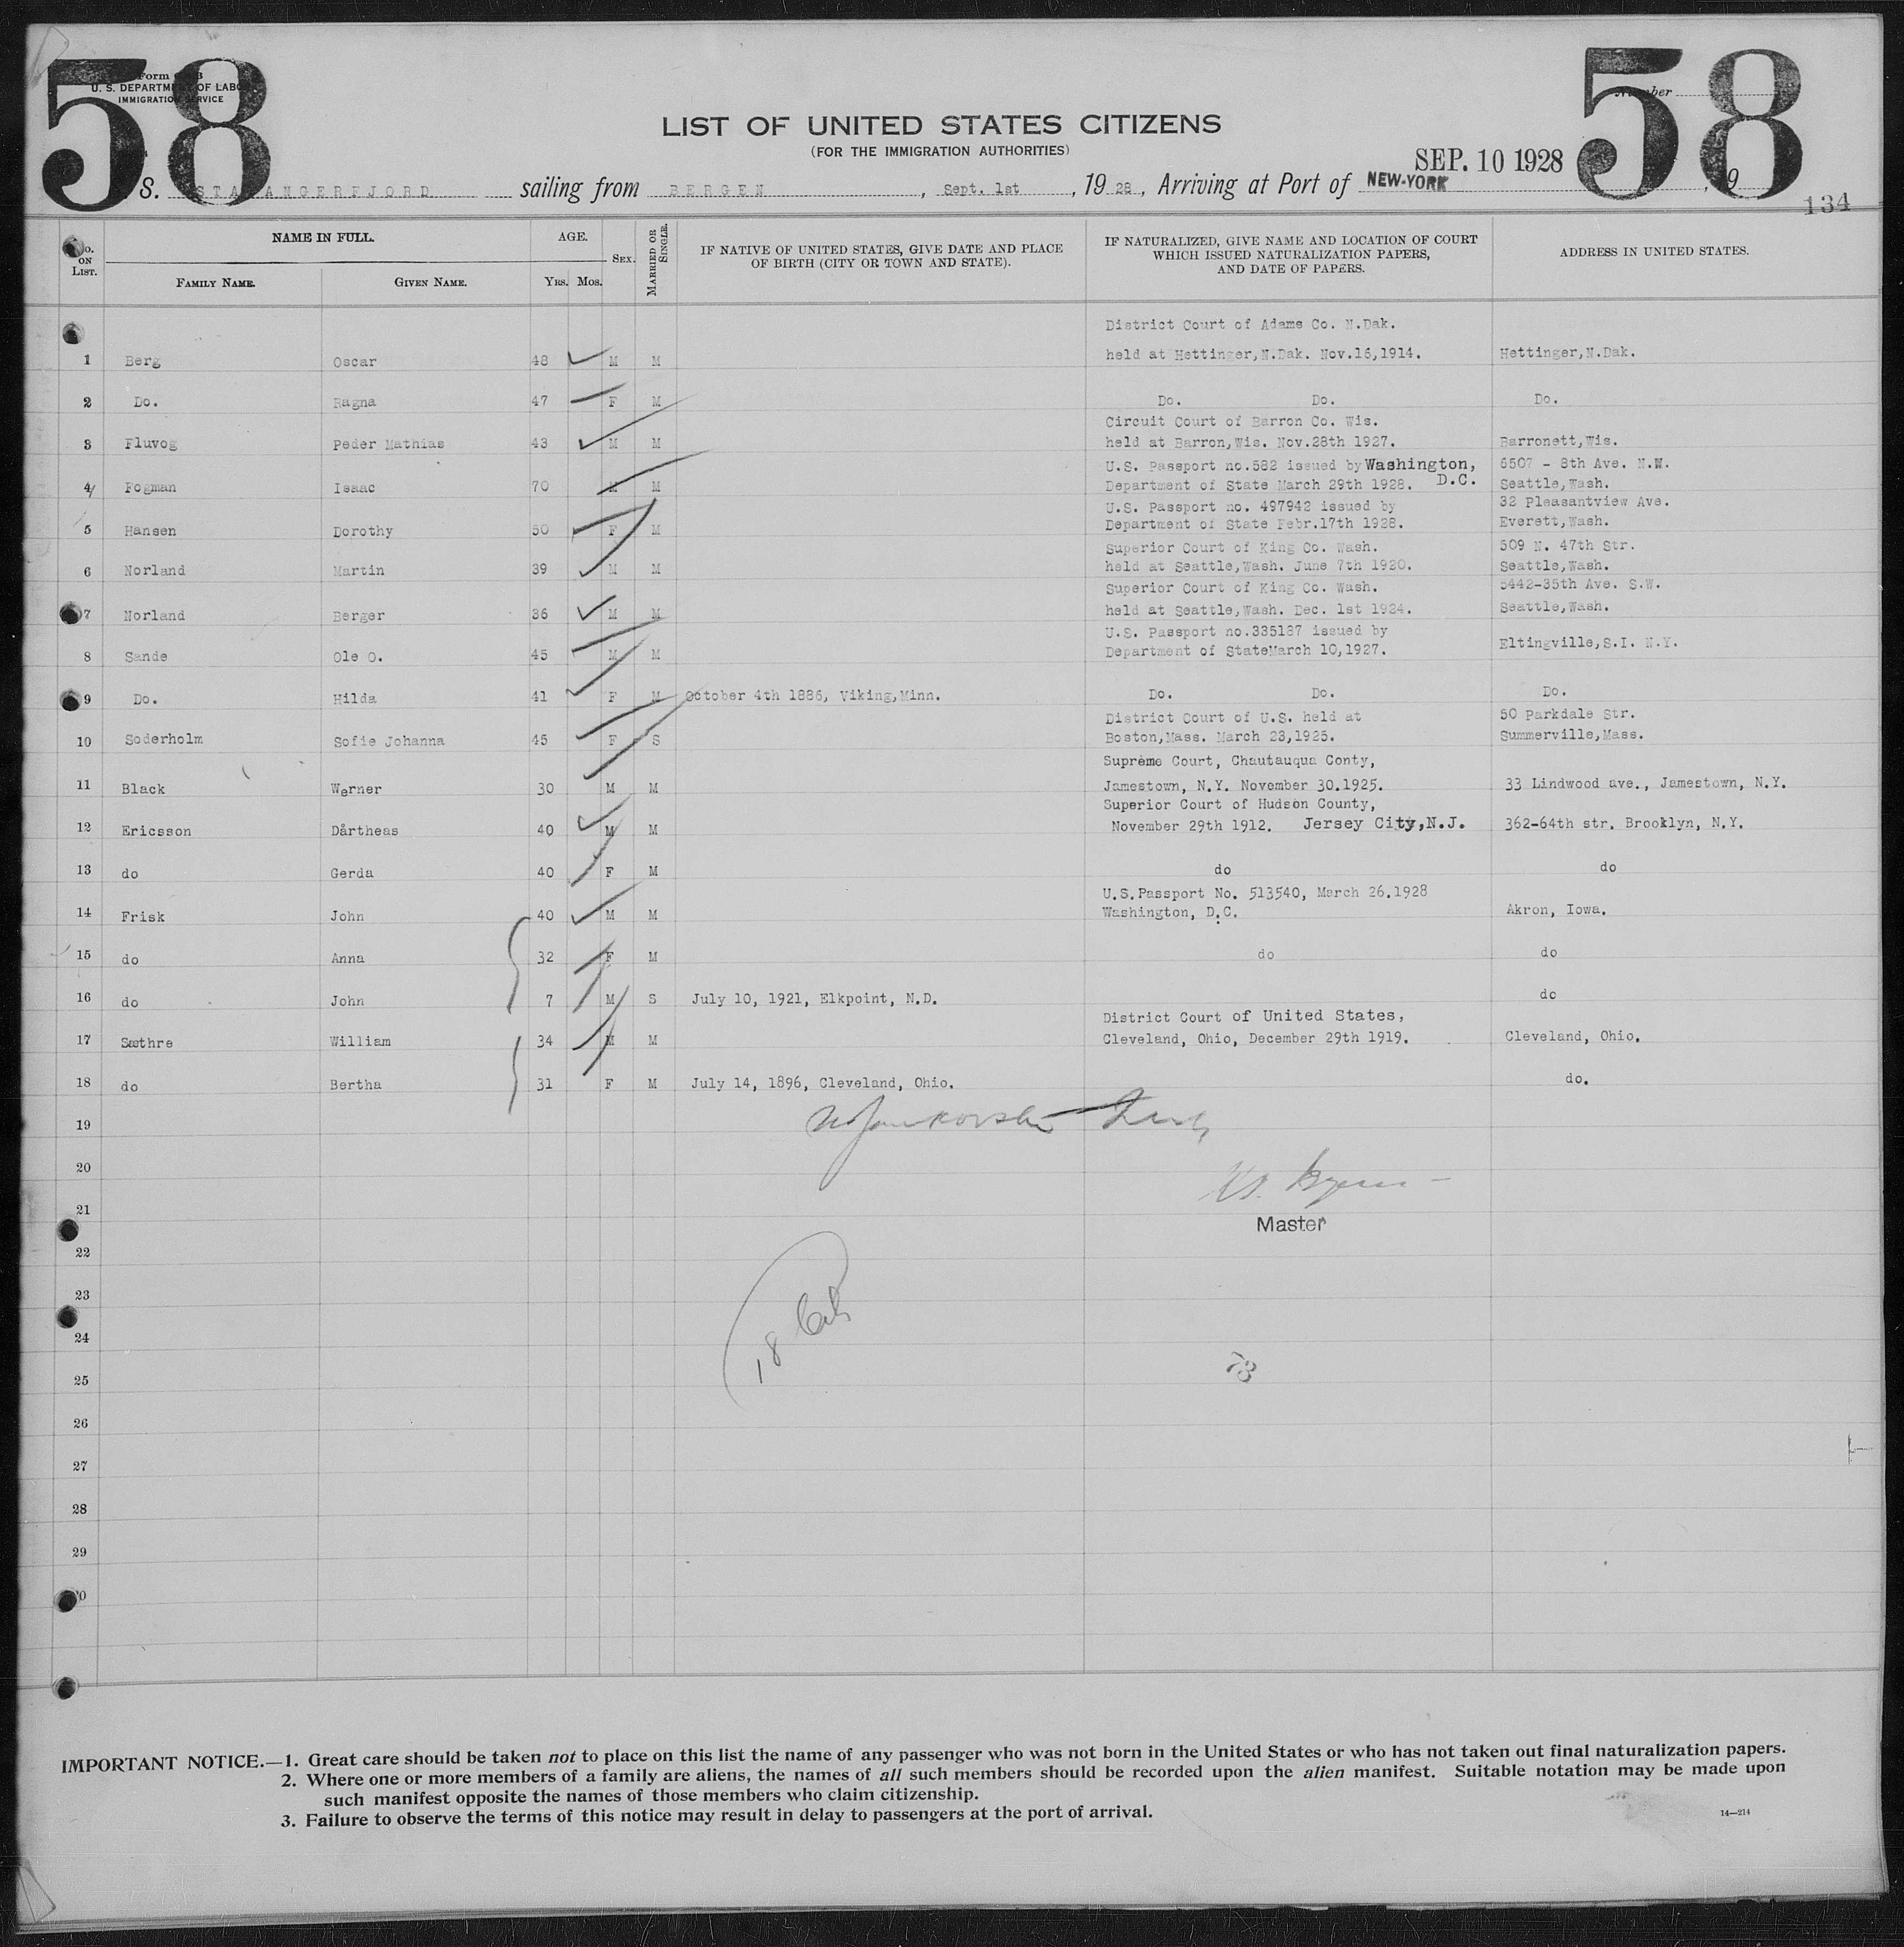 58
58
Form
U. S. DEPARTMENT OF LABOR
IMMIGRATION SERVICE
Number
LIST OF UNITED STATES CITIZENS
(FOR THE IMMIGRATION AUTHORITIES)
SEP. 10 1928
S. STAVANGERFJORD sailing from BERGEN, Sept. 1st, 1928, Arriving at Port of NEW-YORK, 19
134
No. ON LIST.
NAME IN FULL.
FAMILY NAME. GIVEN NAME.
AGE.
YRS. MOS.
SEX.
MARRIED OR SINGLE.
IF NATIVE OF UNITED STATES, GIVE DATE AND PLACE OF BIRTH (CITY OR TOWN AND STATE).
IF NATURALIZED, GIVE NAME AND LOCATION OF COURT WHICH ISSUED NATURALIZATION PAPERS, AND DATE OF PAPERS.
ADDRESS IN UNITED STATES.
District Court of Adams Co. N.Dak.
1 Berg Oscar 48 M M held at Hettinger,N.Dak. Nov.16,1914. Hettinger,N.Dak.
2 Do. Ragna 47 F M Do. Do. Do.
Circuit Court of Barron Co. Wis.
3 Fluvog Peder Mathias 43 M M held at Barron,Wis. Nov.28th 1927. Barronett,Wis.
U.S. Passport no.582 issued by Washington, 6507 - 8th Ave. N.W.
4 Fogman Isaac 70 M M Department of State March 29th 1928. D.C. Seattle,Wash.
U.S. Passport no. 497942 issued by 32 Pleasantview Ave.
5 Hansen Dorothy 50 F M Department of State Febr.17th 1928. Everett,Wash.
Superior Court of King Co. Wash. 509 N. 47th Str.
6 Norland Martin 39 M M held at Seattle,Wash. June 7th 1920. Seattle,Wash.
Superior Court of King Co. Wash. 5442-35th Ave. S.W.
7 Norland Berger 36 M M held at Seattle,Wash. Dec. 1st 1924. Seattle,Wash.
U.S. Passport no.335187 issued by
8 Sande Ole O. 45 M M Department of StateMarch 10,1927. Eltingville,S.I. N.Y.
9 Do. Hilda 41 F M October 4th 1886, Viking,Minn. Do. Do. Do.
District Court of U.S. held at 50 Parkdale Str.
10 Soderholm Sofie Johanna 45 F S Boston,Mass. March 23,1925. Summerville,Mass.
Supreme Court, Chautauqua Conty,
11 Black Werner 30 M M Jamestown, N.Y. November 30.1925. 33 Lindwood ave., Jamestown, N.Y.
Superior Court of Hudson County,
12 Ericsson Dårtheas 40 M M November 29th 1912. Jersey City,N.J. 362-64th str. Brooklyn, N.Y.
13 do Gerda 40 F M do do
U.S.Passport No. 513540, March 26.1928
14 Frisk John 40 M M Washington, D.C. Akron, Iowa.
15 do Anna 32 F M do do
16 do John 7 M S July 10, 1921, Elkpoint, N.D. do
District Court of United States,
17 Sæthre William 34 M M Cleveland, Ohio, December 29th 1919. Cleveland, Ohio.
18 do Bertha 31 F M July 14, 1896, Cleveland, Ohio. do.
19
20
21
Master
22
23
24
18
25
26
27
28
29
30
IMPORTANT NOTICE.—1. Great care should be taken not to place on this list the name of any passenger who was not born in the United States or who has not taken out final naturalization papers.
2. Where one or more members of a family are aliens, the names of all such members should be recorded upon the alien manifest. Suitable notation may be made upon
such manifest opposite the names of those members who claim citizenship.
3. Failure to observe the terms of this notice may result in delay to passengers at the port of arrival.
14—214